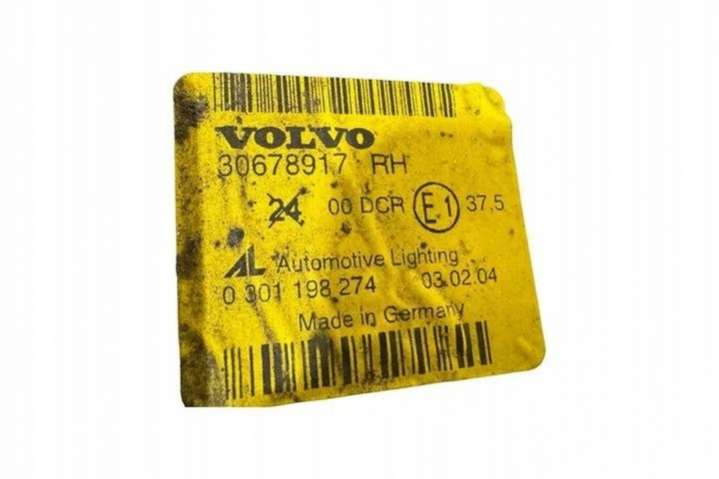 VOLVO
30678917 RH
24 00 DCR E1 37,5
AL Automotive Lighting
0 301 198 274 03.02.04
Made in Germany